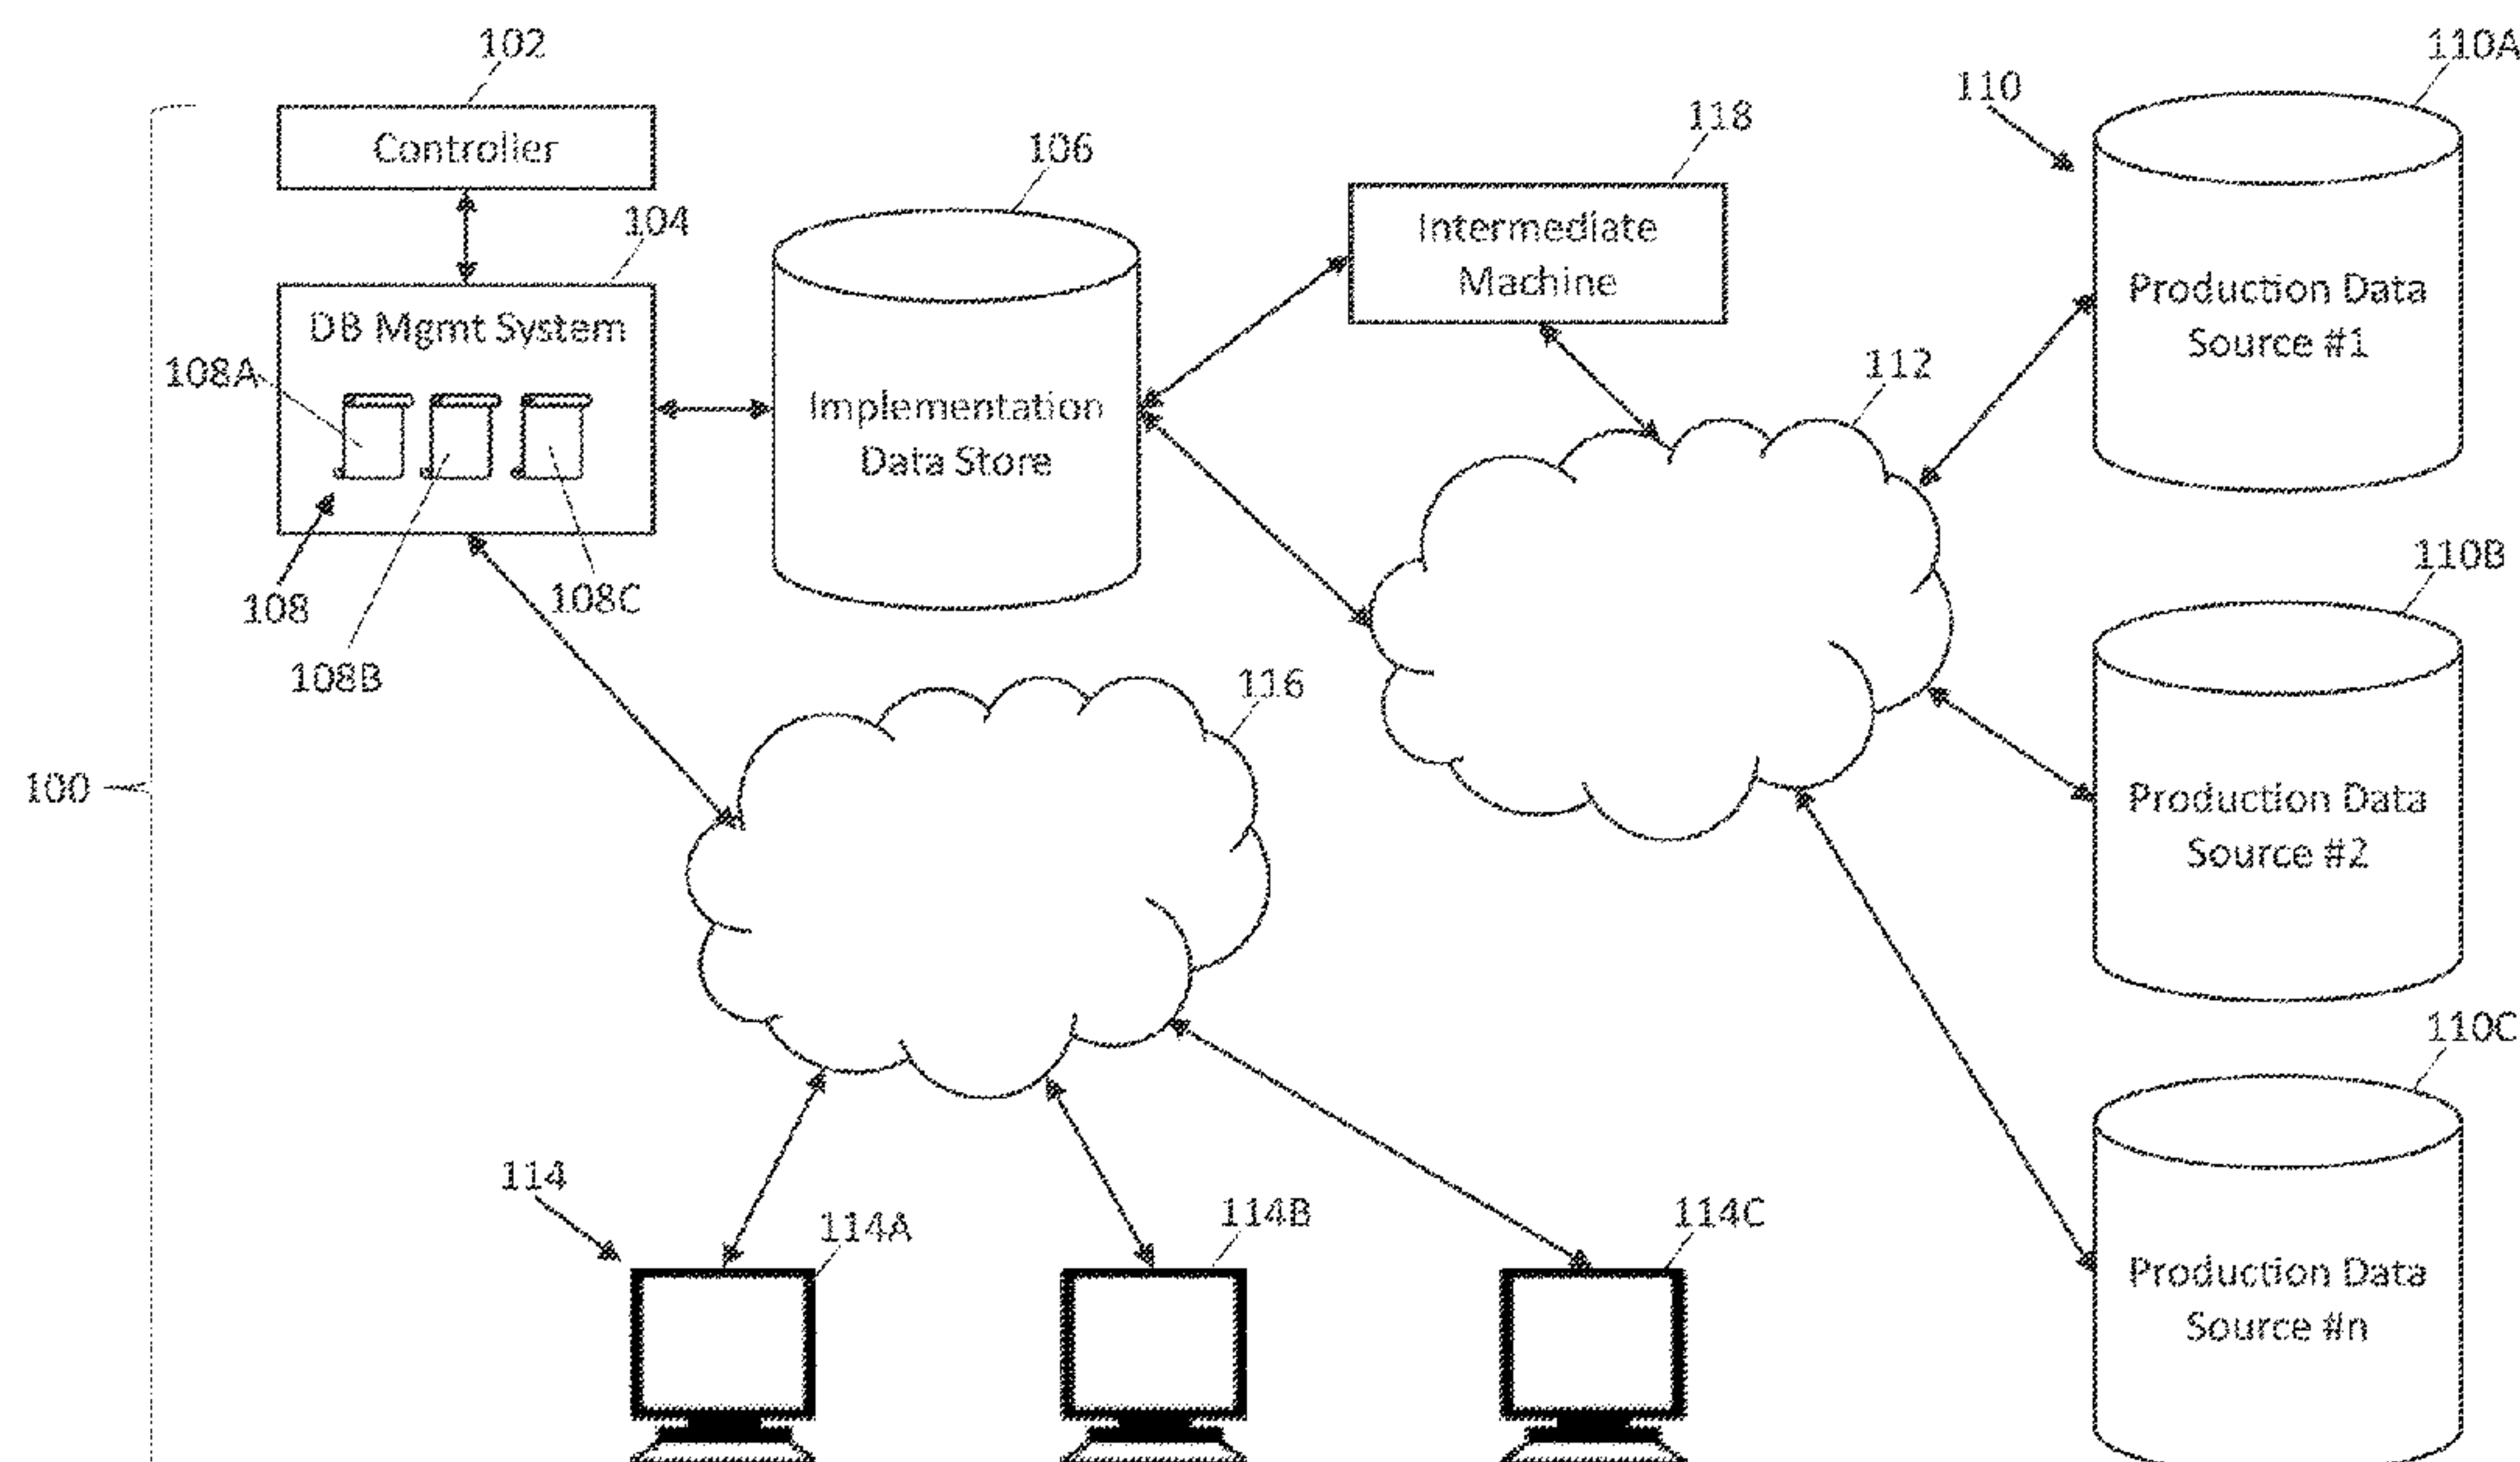 102
110A
110
118
Controller
106
104
Intermediate
Machine
DB Mgmt System
Production Data
Source #1
108A
112
Implementation
Data Store
110B
108
108C
108B
116
100
Production Data
Source #2
110C
114
114A
114B
114C
Production Data
Source #n